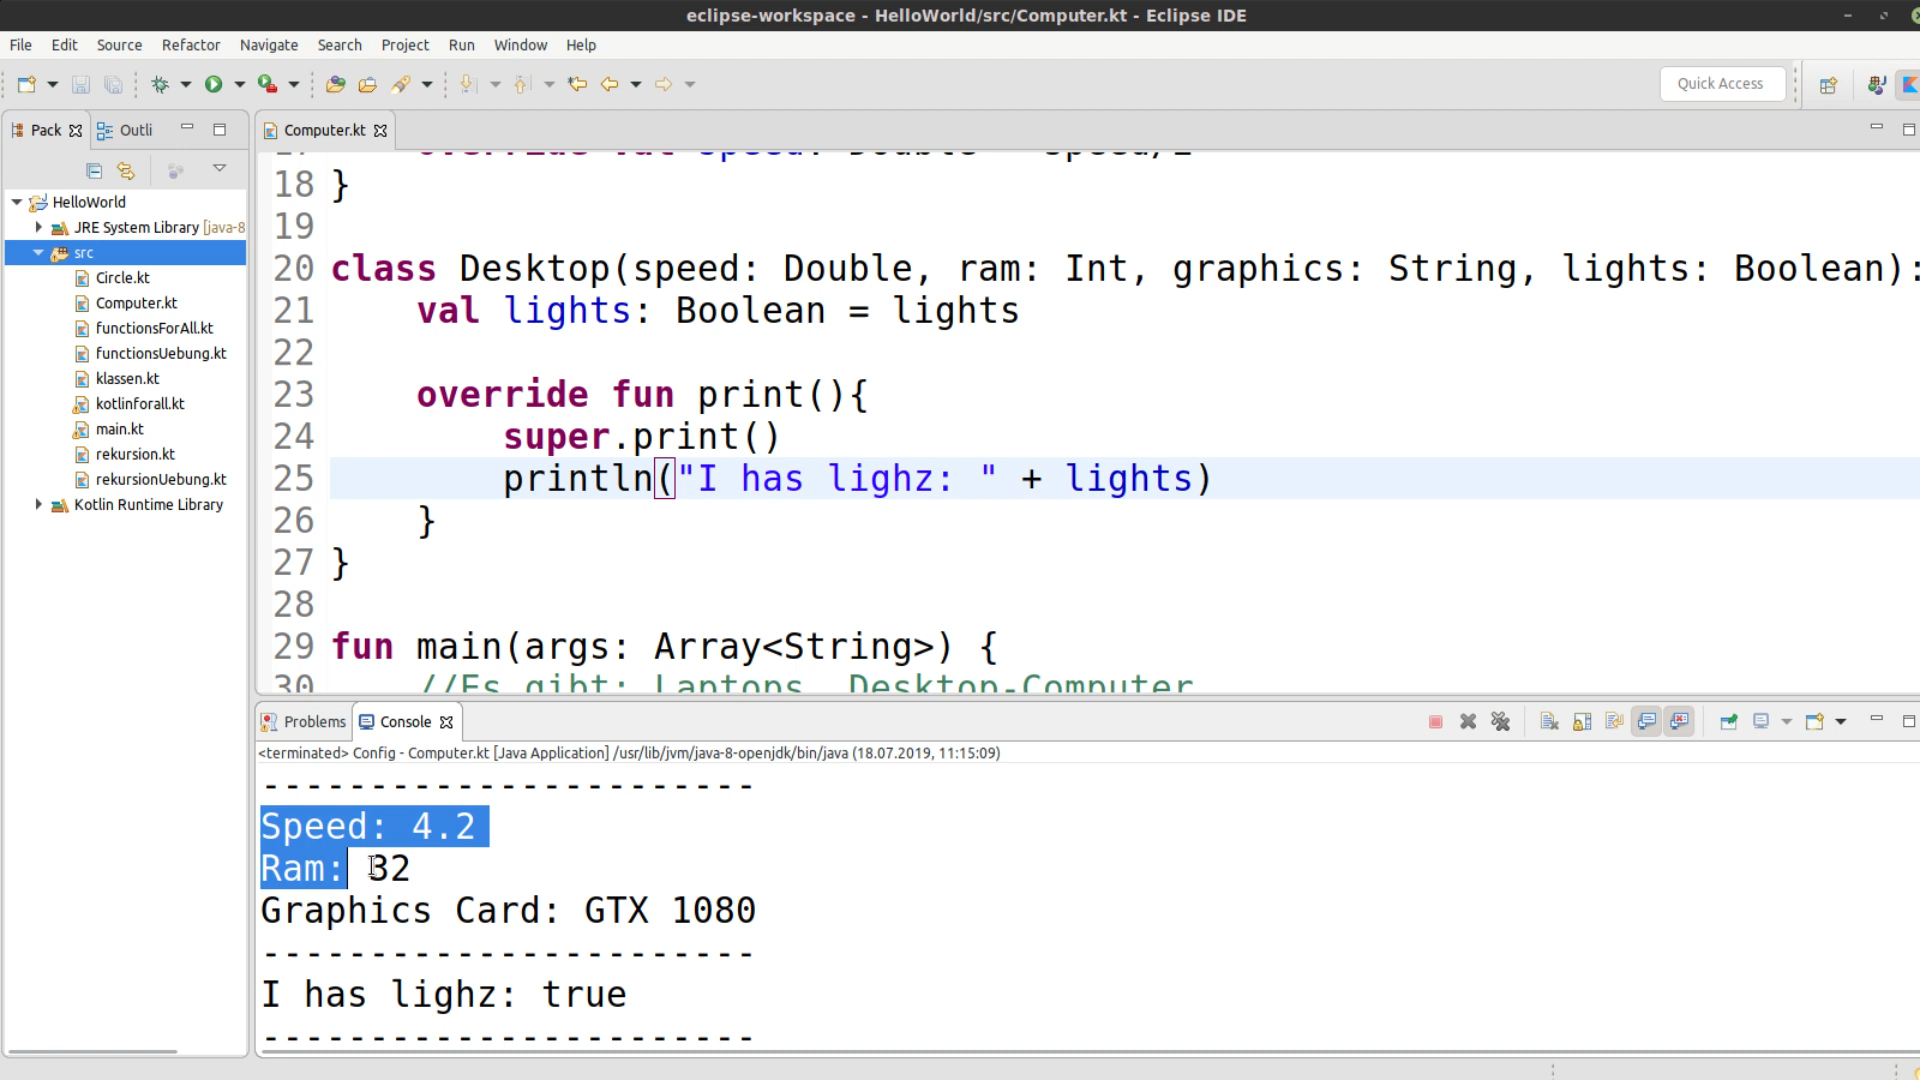 eclipse-workspace - HelloWorld/src/Computer.kt - Eclipse IDE
File Edit Source Refactor Navigate Search Project Run Window Help
Quick Access
Pack Outli
Computer.kt
HelloWorld
JRE System Library [java-8
src
Circle.kt
Computer.kt
functionsForAll.kt
functionsUebung.kt
klassen.kt
kotlinforall.kt
main.kt
rekursion.kt
rekursionUebung.kt
Kotlin Runtime Library
18 }
19
20 class Desktop(speed: Double, ram: Int, graphics: String, lights: Boolean):
21 val lights: Boolean = lights
22
23 override fun print(){
24 super.print()
25 println("I has lighz: " + lights)
26 }
27 }
28
29 fun main(args: Array<String>) {
30 //Es gibt: Laptops, Desktop-Computer
Problems Console
<terminated> Config - Computer.kt [Java Application] /usr/lib/jvm/java-8-openjdk/bin/java (18.07.2019, 11:15:09)
-----------------------
Speed: 4.2
Ram: 32
Graphics Card: GTX 1080
-----------------------
I has lighz: true
-----------------------